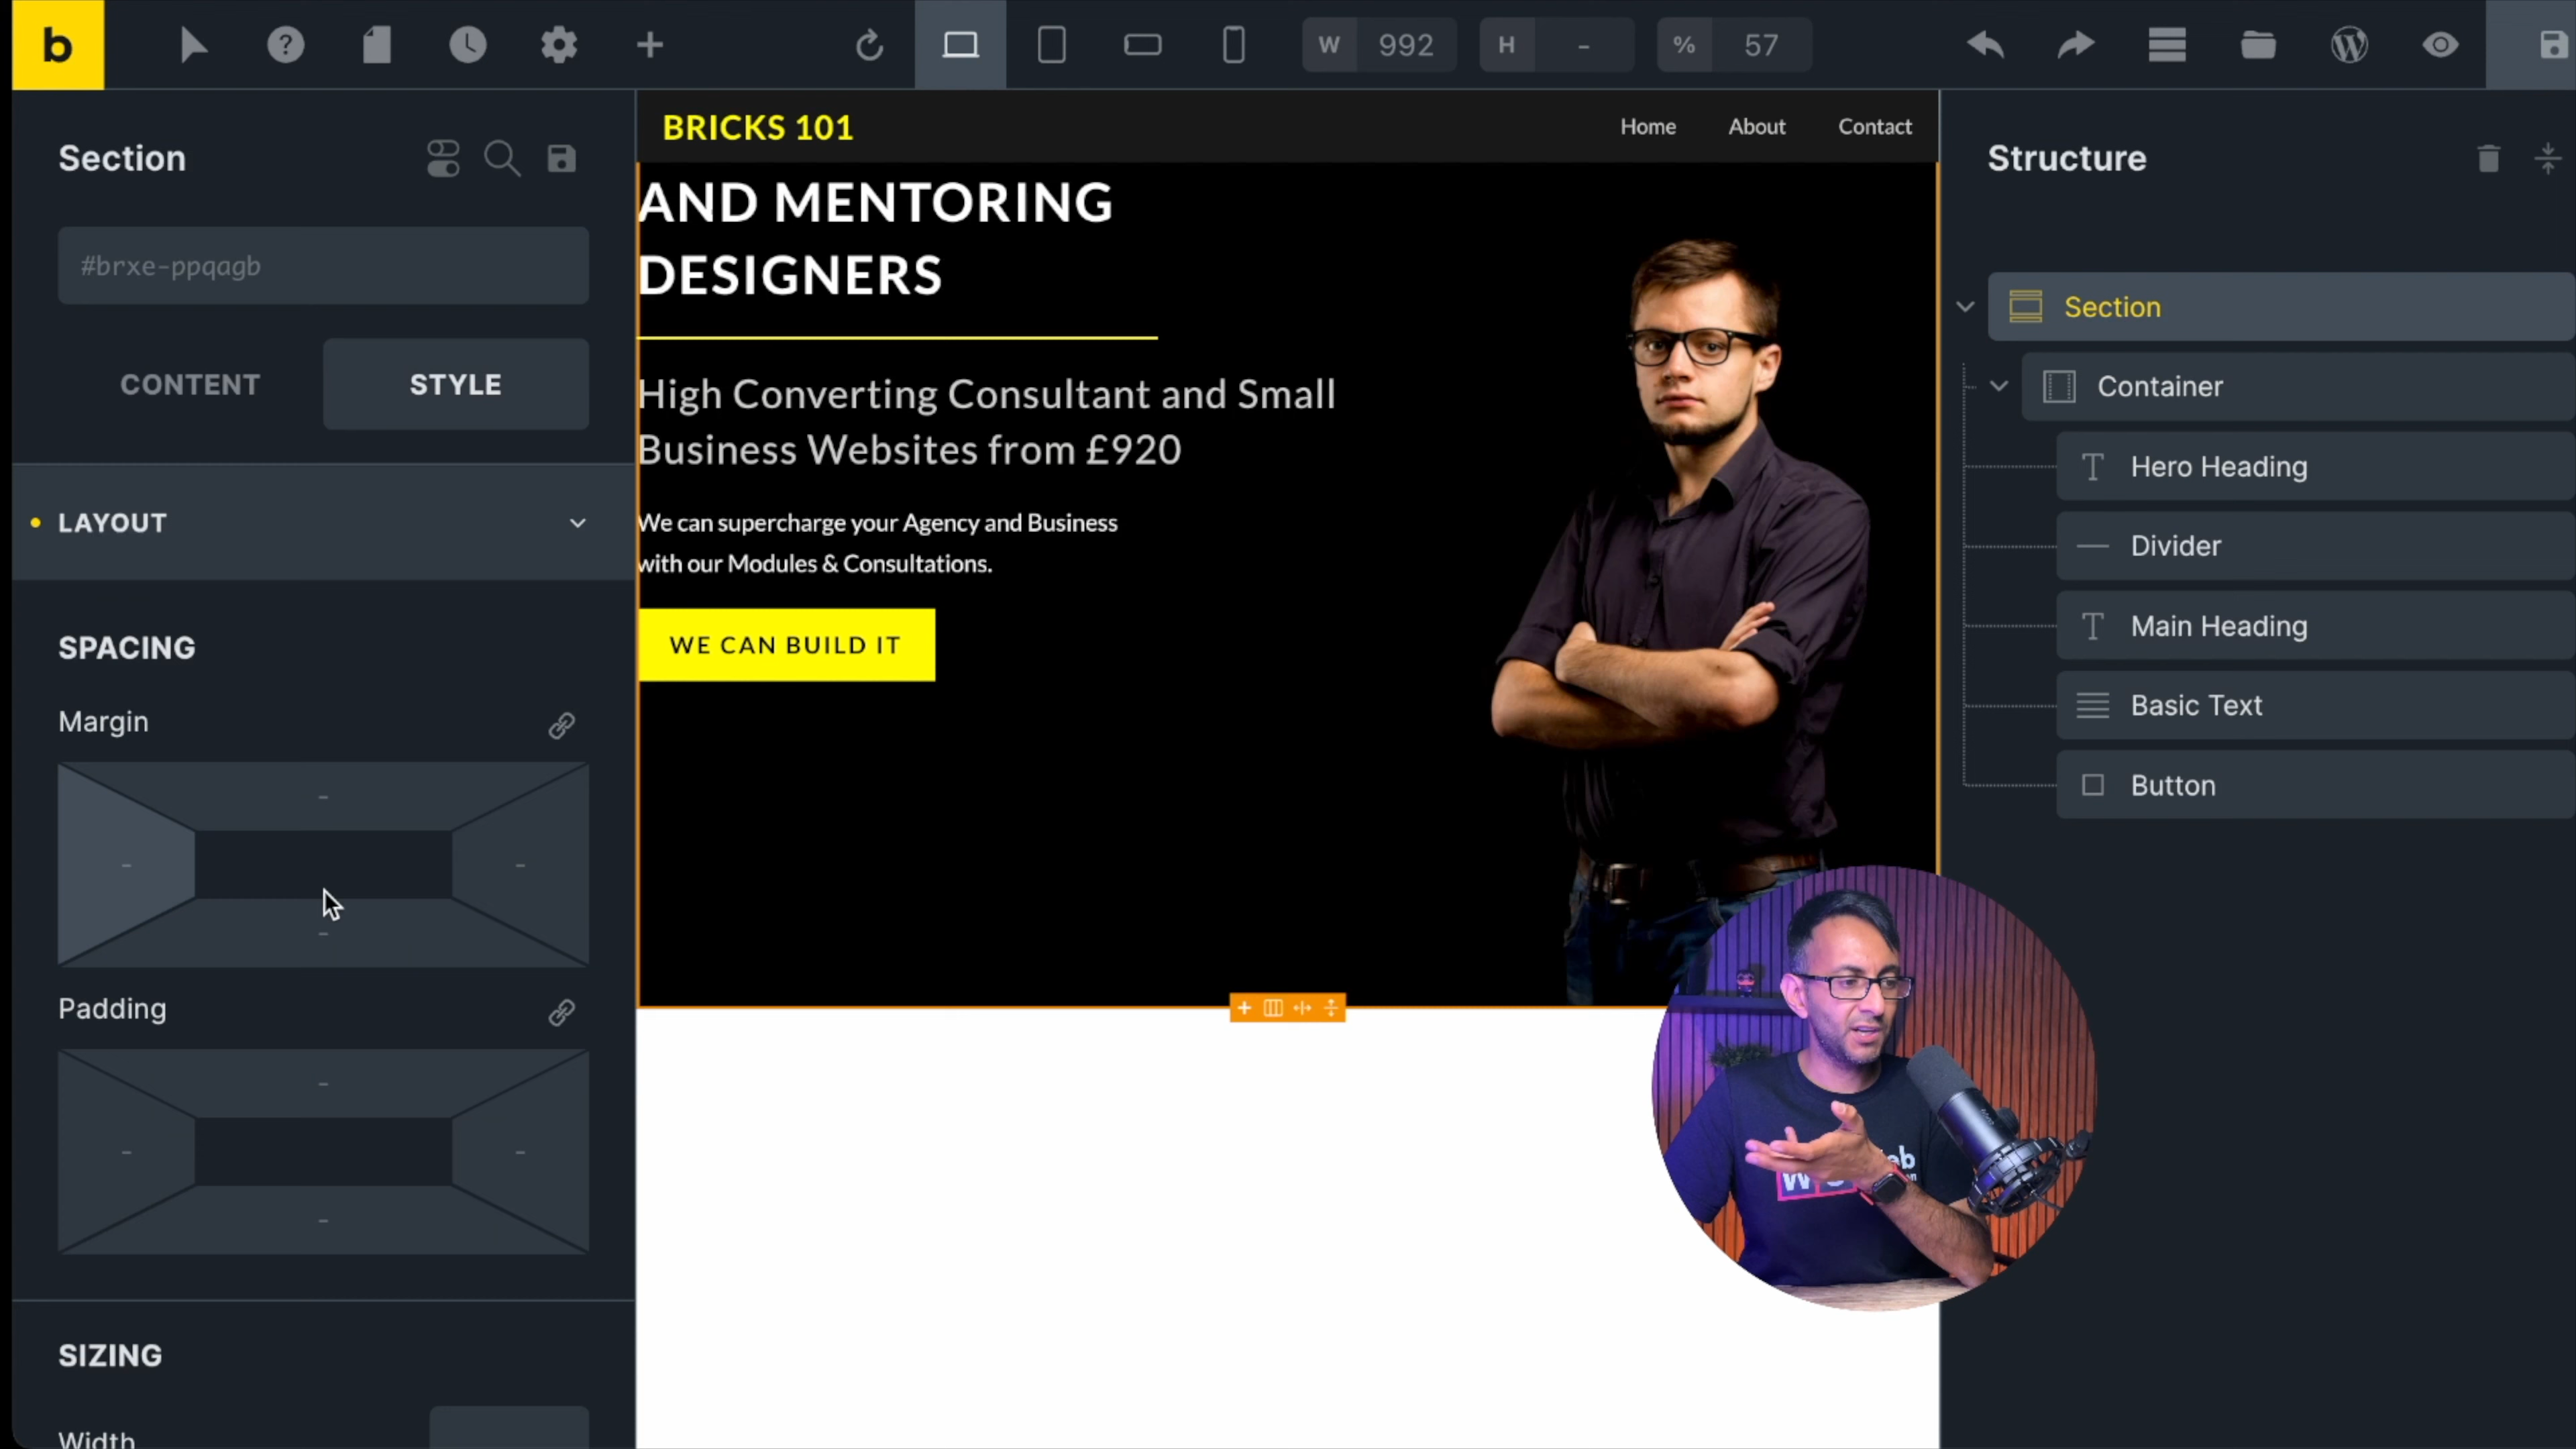 b
W 992
H -
% 57
Section
#brxe-ppqagb
CONTENT
STYLE
LAYOUT
SPACING
Margin
-
- -
-
Padding
-
- -
-
SIZING
Width
BRICKS 101
Home
About
Contact
AND MENTORING
DESIGNERS
High Converting Consultant and Small
Business Websites from £920
We can supercharge your Agency and Business
with our Modules & Consultations.
WE CAN BUILD IT
Structure
Section
Container
Hero Heading
Divider
Main Heading
Basic Text
Button